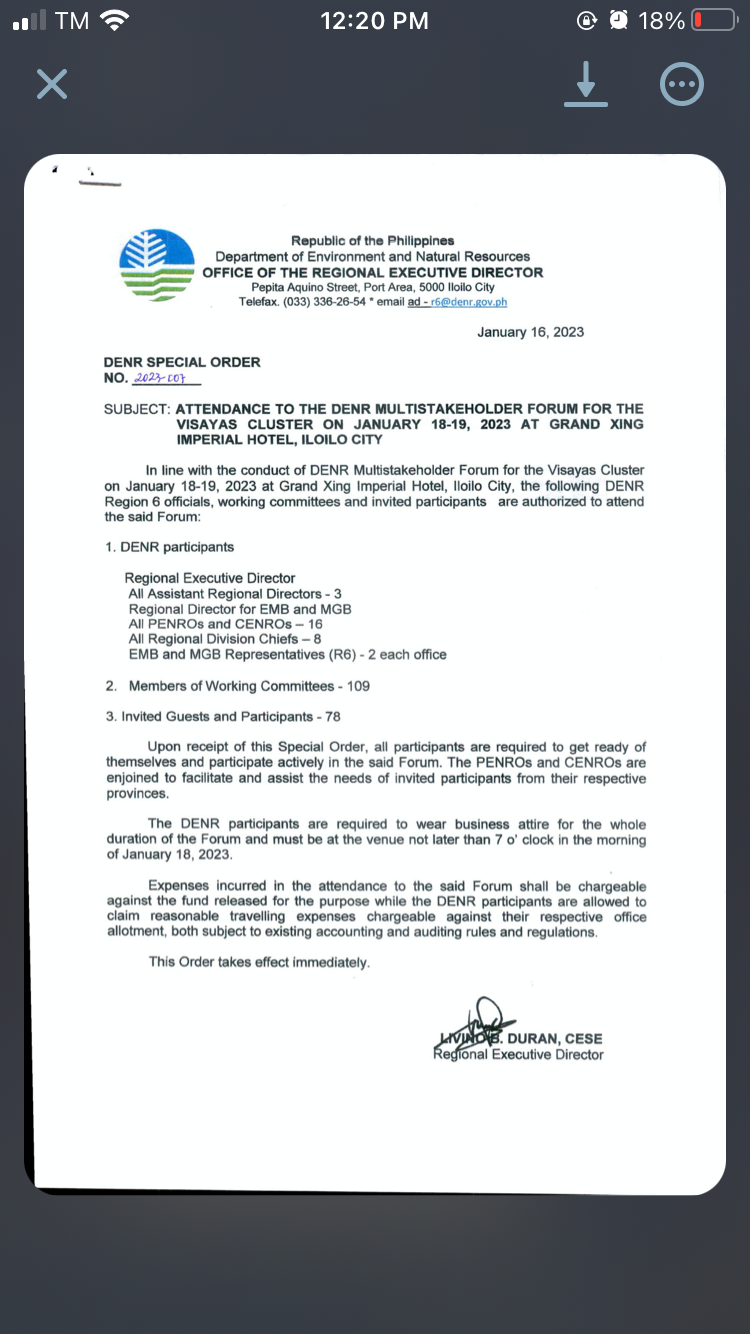 TM 12:20 PM 18%
Republic of the Philippines
Department of Environment and Natural Resources
OFFICE OF THE REGIONAL EXECUTIVE DIRECTOR
Pepita Aquino Street, Port Area, 5000 Iloilo City
Telefax. (033) 336-26-54 * email ad - r6@denr.gov.ph
January 16, 2023
DENR SPECIAL ORDER
NO. 2023-007
SUBJECT: ATTENDANCE TO THE DENR MULTISTAKEHOLDER FORUM FOR THE
VISAYAS CLUSTER ON JANUARY 18-19, 2023 AT GRAND XING
IMPERIAL HOTEL, ILOILO CITY
In line with the conduct of DENR Multistakeholder Forum for the Visayas Cluster
on January 18-19, 2023 at Grand Xing Imperial Hotel, Iloilo City, the following DENR
Region 6 officials, working committees and invited participants are authorized to attend
the said Forum:
1. DENR participants
Regional Executive Director
All Assistant Regional Directors - 3
Regional Director for EMB and MGB
All PENROs and CENROs – 16
All Regional Division Chiefs – 8
EMB and MGB Representatives (R6) - 2 each office
2. Members of Working Committees - 109
3. Invited Guests and Participants - 78
Upon receipt of this Special Order, all participants are required to get ready of
themselves and participate actively in the said Forum. The PENROs and CENROs are
enjoined to facilitate and assist the needs of invited participants from their respective
provinces.
The DENR participants are required to wear business attire for the whole
duration of the Forum and must be at the venue not later than 7 o' clock in the morning
of January 18, 2023.
Expenses incurred in the attendance to the said Forum shall be chargeable
against the fund released for the purpose while the DENR participants are allowed to
claim reasonable travelling expenses chargeable against their respective office
allotment, both subject to existing accounting and auditing rules and regulations.
This Order takes effect immediately.
LIVINO B. DURAN, CESE
Regional Executive Director